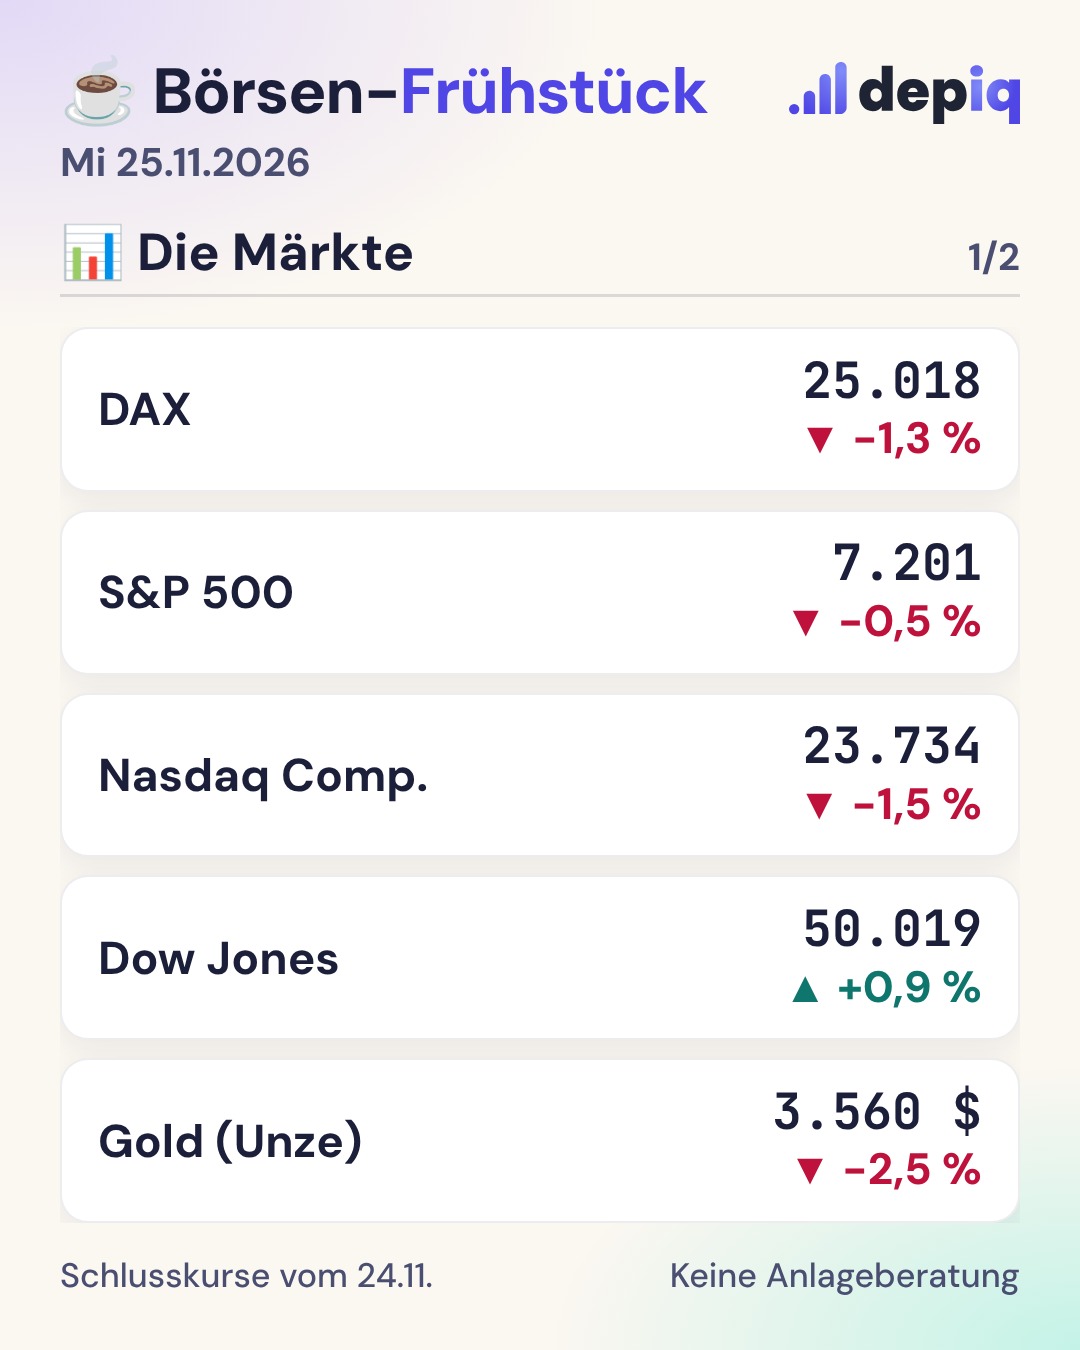 Börsen-Frühstück
depiq
Mi 25.11.2026
Die Märkte
1/2
DAX
25.018
▼ -1,3 %
S&P 500
7.201
▼ -0,5 %
Nasdaq Comp.
23.734
▼ -1,5 %
Dow Jones
50.019
▲ +0,9 %
Gold (Unze)
3.560 $
▼ -2,5 %
Schlusskurse vom 24.11.
Keine Anlageberatung